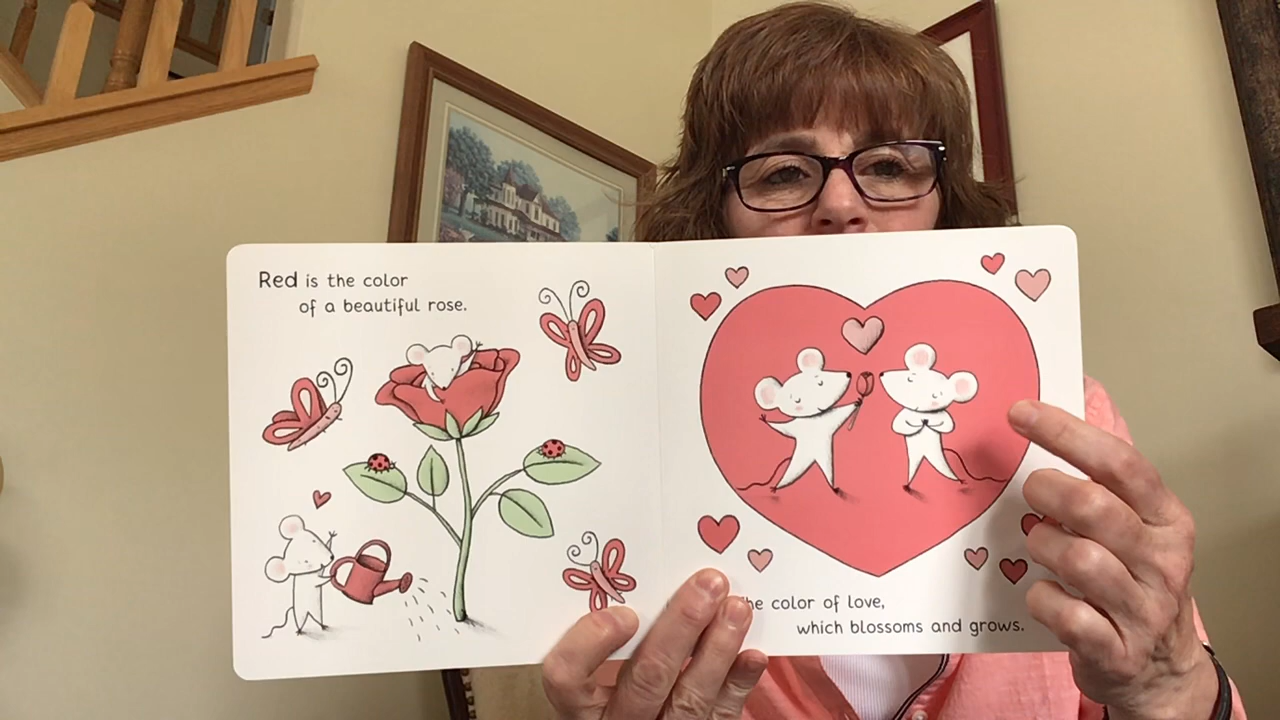 Red is the color
of a beautiful rose.
the color of love,
which blossoms and grows.